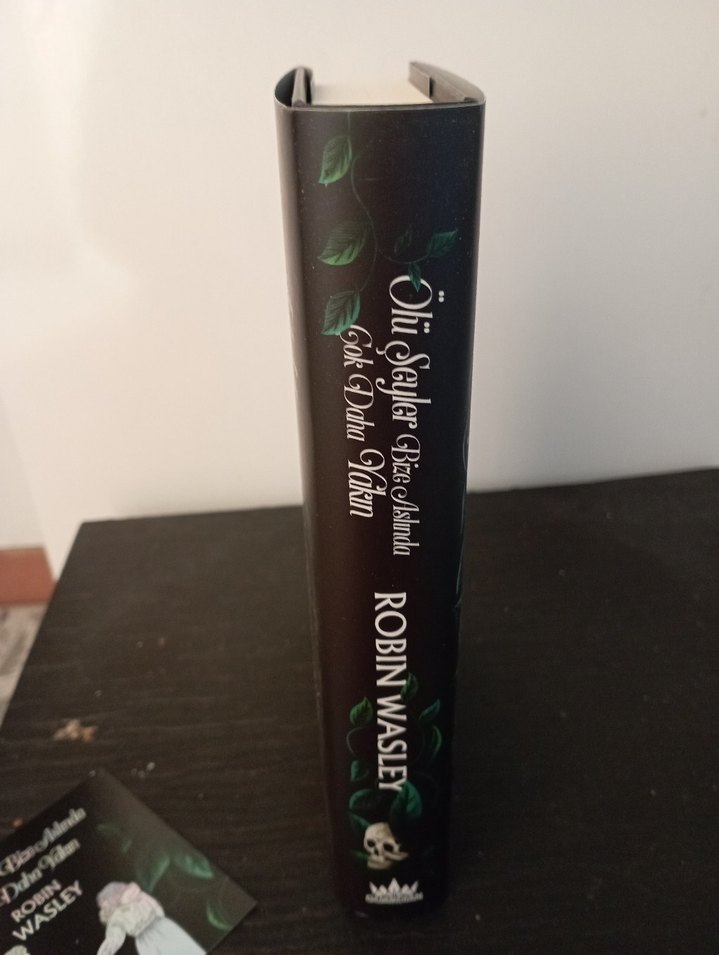 Ölü Şeyler Bize Aslında
Çok Daha Yakın
ROBIN WASLEY
Bize Aslında
Daha Yakın
ROBIN
WASLEY